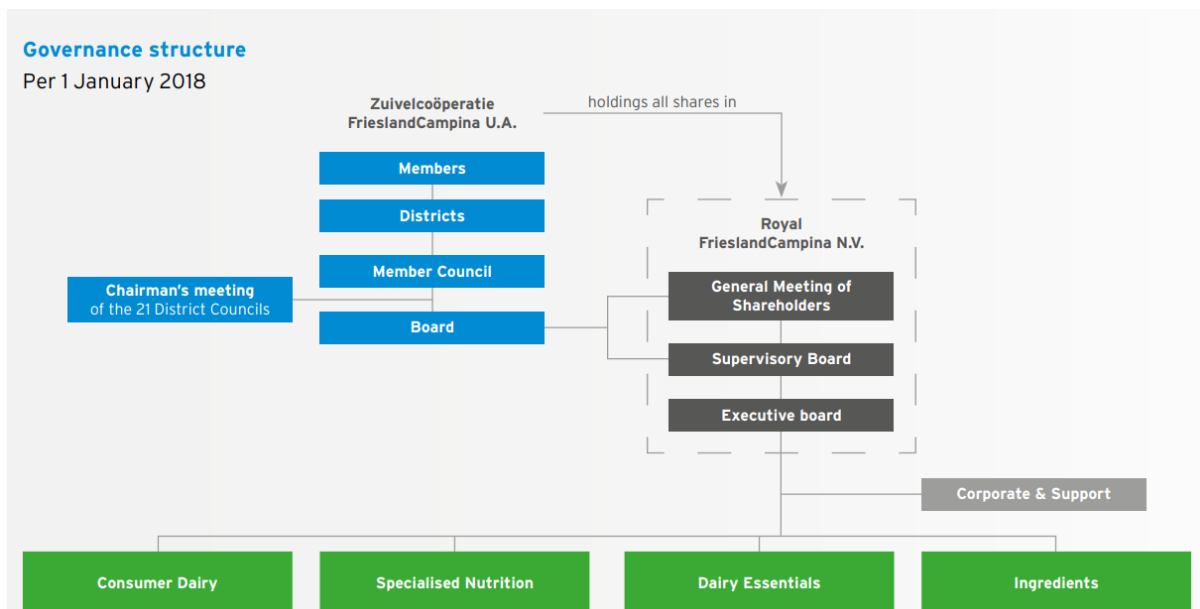 Governance structure
Per 1 January 2018
Zuivelcoöperatie
FrieslandCampina U.A.
holdings all shares in
Members
Districts
Member Council
Chairman's meeting
of the 21 District Councils
Board
Royal
FrieslandCampina N.V.
General Meeting of
Shareholders
Supervisory Board
Executive board
Corporate & Support
Consumer Dairy
Specialised Nutrition
Dairy Essentials
Ingredients